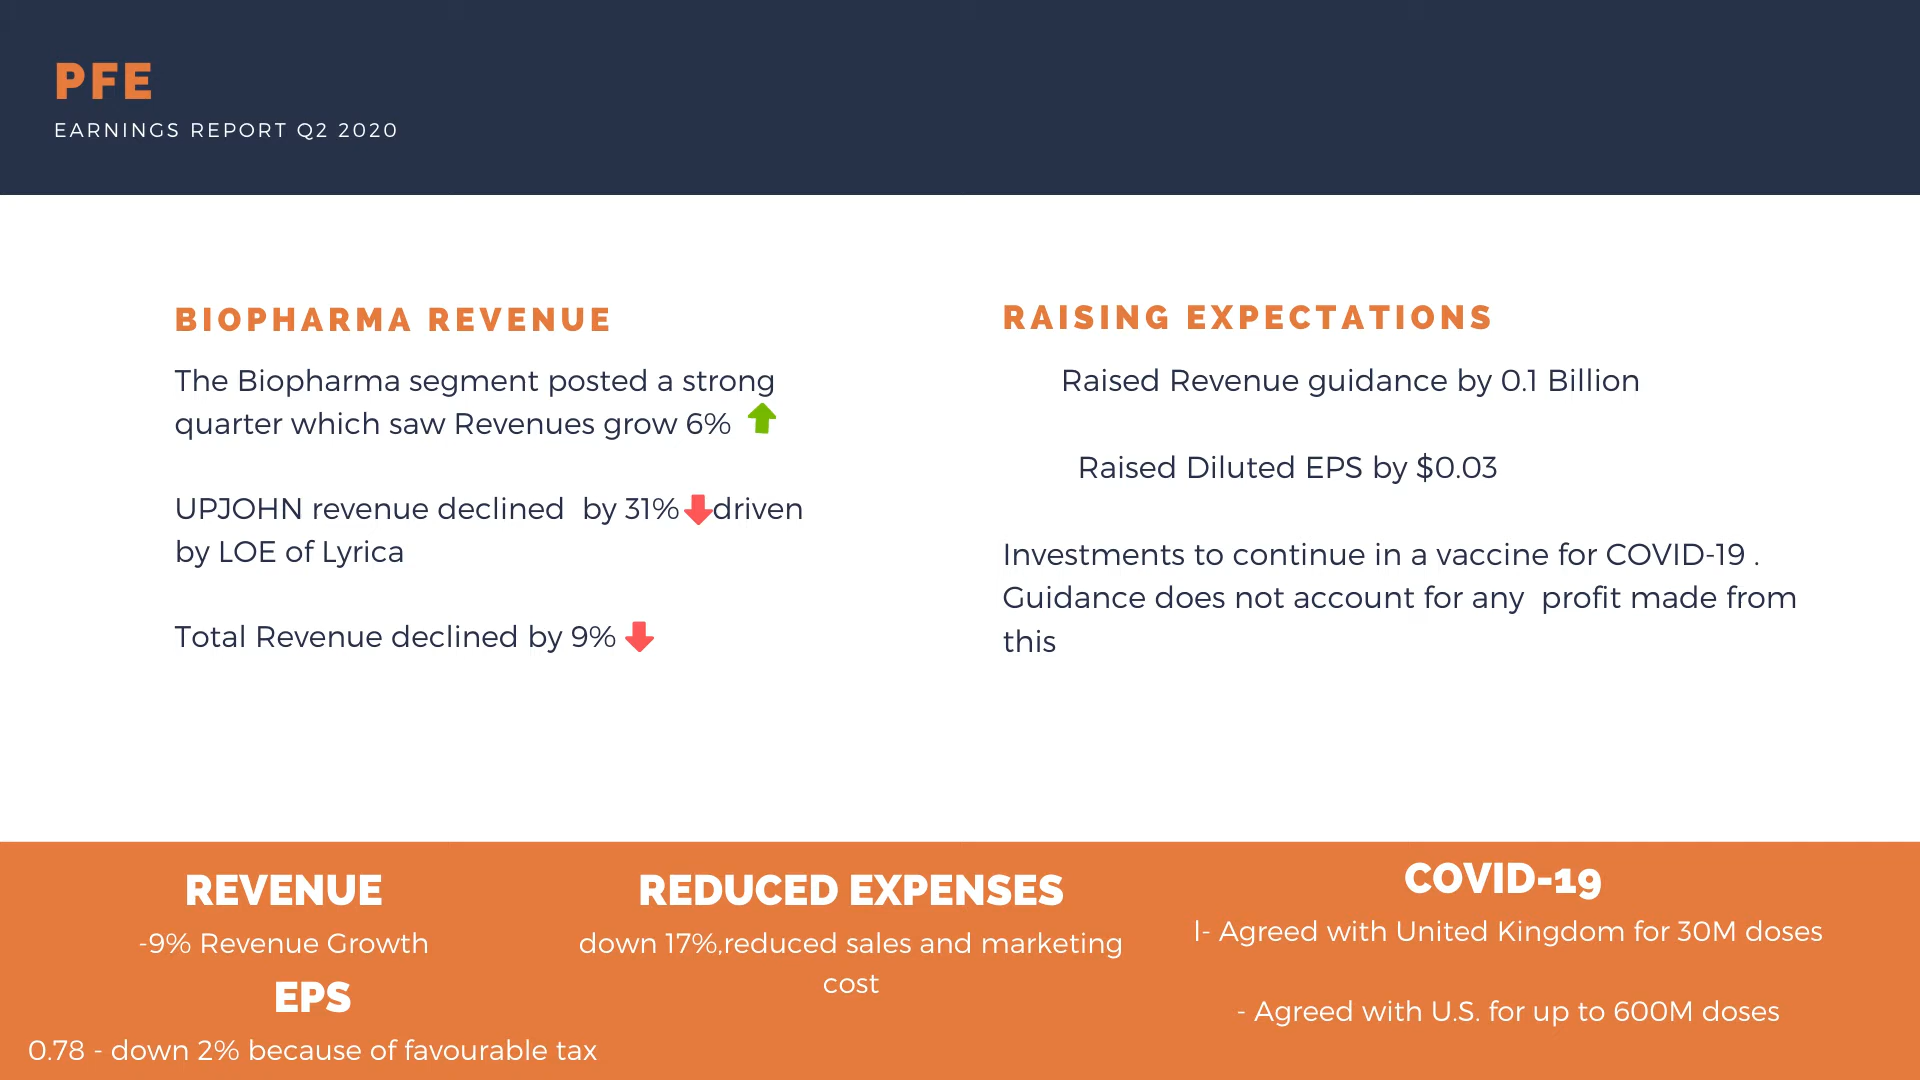 PFE
EARNINGS REPORT Q2 2020
BIOPHARMA REVENUE
The Biopharma segment posted a strong
quarter which saw Revenues grow 6%
UPJOHN revenue declined by 31% driven
by LOE of Lyrica
Total Revenue declined by 9%
RAISING EXPECTATIONS
Raised Revenue guidance by 0.1 Billion
Raised Diluted EPS by $0.03
Investments to continue in a vaccine for COVID-19 .
Guidance does not account for any profit made from
this
REVENUE
-9% Revenue Growth
EPS
0.78 - down 2% because of favourable tax
REDUCED EXPENSES
down 17%,reduced sales and marketing
cost
COVID-19
l- Agreed with United Kingdom for 30M doses
- Agreed with U.S. for up to 600M doses